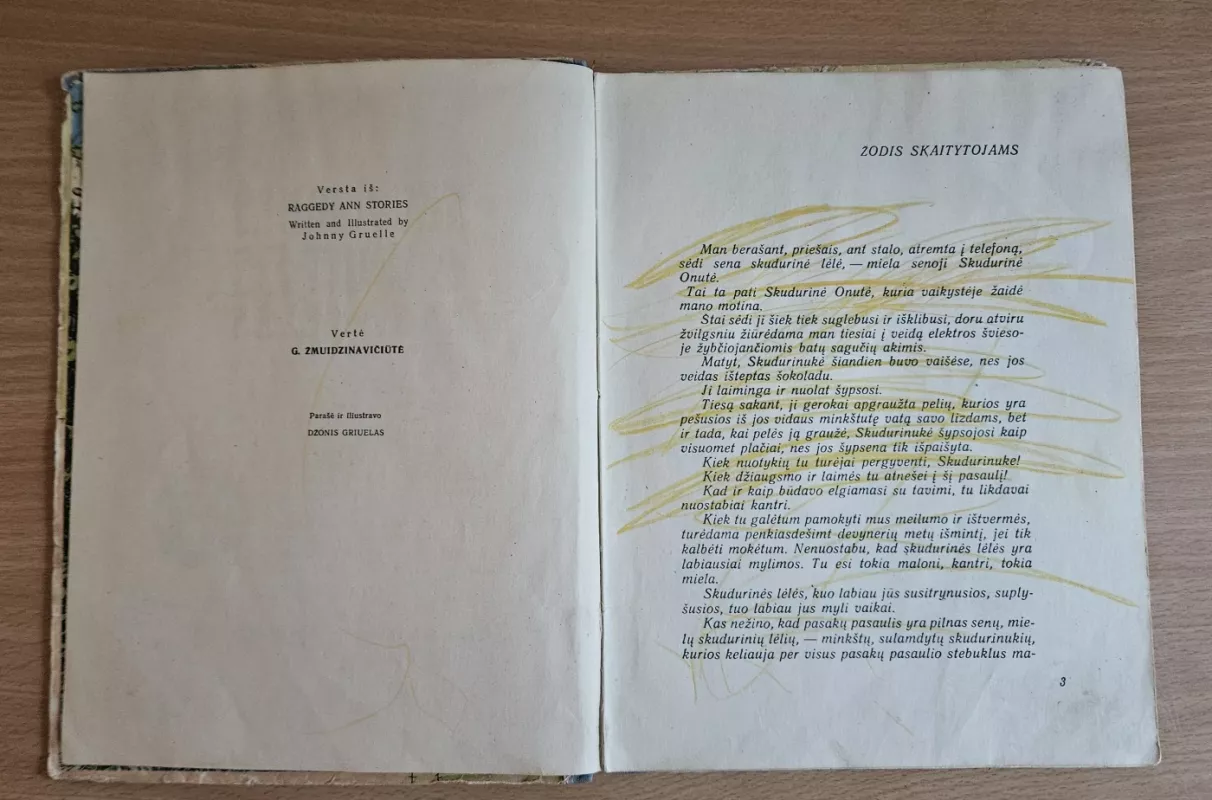 Versta iš:
RAGGEDY ANN STORIES
Written and Illustrated by
Johnny Gruelle
Vertė
G. ŽMUIDZINAVIČIŪTĖ
Parašė ir Iliustravo
DŽONIS GRIUELAS
ŽODIS SKAITYTOJAMS
Man berašant, priešais, ant stalo, atremta į telefoną,
sėdi sena skudurinė lėlė, — miela senoji Skudurinė
Onutė.
Tai ta pati Skudurinė Onutė, kuria vaikystėje žaidė
mano motina.
Štai sėdi ji šiek tiek suglebusi ir išklibusi, doru atviru
žvilgsniu žiūrėdama man tiesiai į veidą elektros švieso-
je žybčiojančiomis batų sagučių akimis.
Matyt, Skudurinukė šiandien buvo vaišėse, nes jos
veidas išteptas šokoladu.
Ji laiminga ir nuolat šypsosi.
Tiesą sakant, ji gerokai apgraužta pelių, kurios yra
pešusios iš jos vidaus minkštutę vatą savo lizdams, bet
ir tada, kai pelės ją graužė, Skudurinukė šypsojosi kaip
visuomet plačiai, nes jos šypsena tik išpaišyta.
Kiek nuotykių tu turėjai pergyventi, Skudurinuke!
Kiek džiaugsmo ir laimės tu atnešei į šį pasaulį!
Kad ir kaip būdavo elgiamasi su tavimi, tu likdavai
nuostabiai kantri.
Kiek tu galėtum pamokyti mus meilumo ir ištvermės,
turėdama penkiasdešimt devynerių metų išmintį, jei tik
kalbėti mokėtum. Nenuostabu, kad skudurinės lėlės yra
labiausiai mylimos. Tu esi tokia maloni, kantri, tokia
miela.
Skudurinės lėlės, kuo labiau jūs susitrynusios, suply-
šusios, tuo labiau jus myli vaikai.
Kas nežino, kad pasakų pasaulis yra pilnas senų, mie-
lų skudurinių lėlių, — minkštų, sulamdytų skudurinukių,
kurios keliauja per visus pasakų pasaulio stebuklus ma-
3